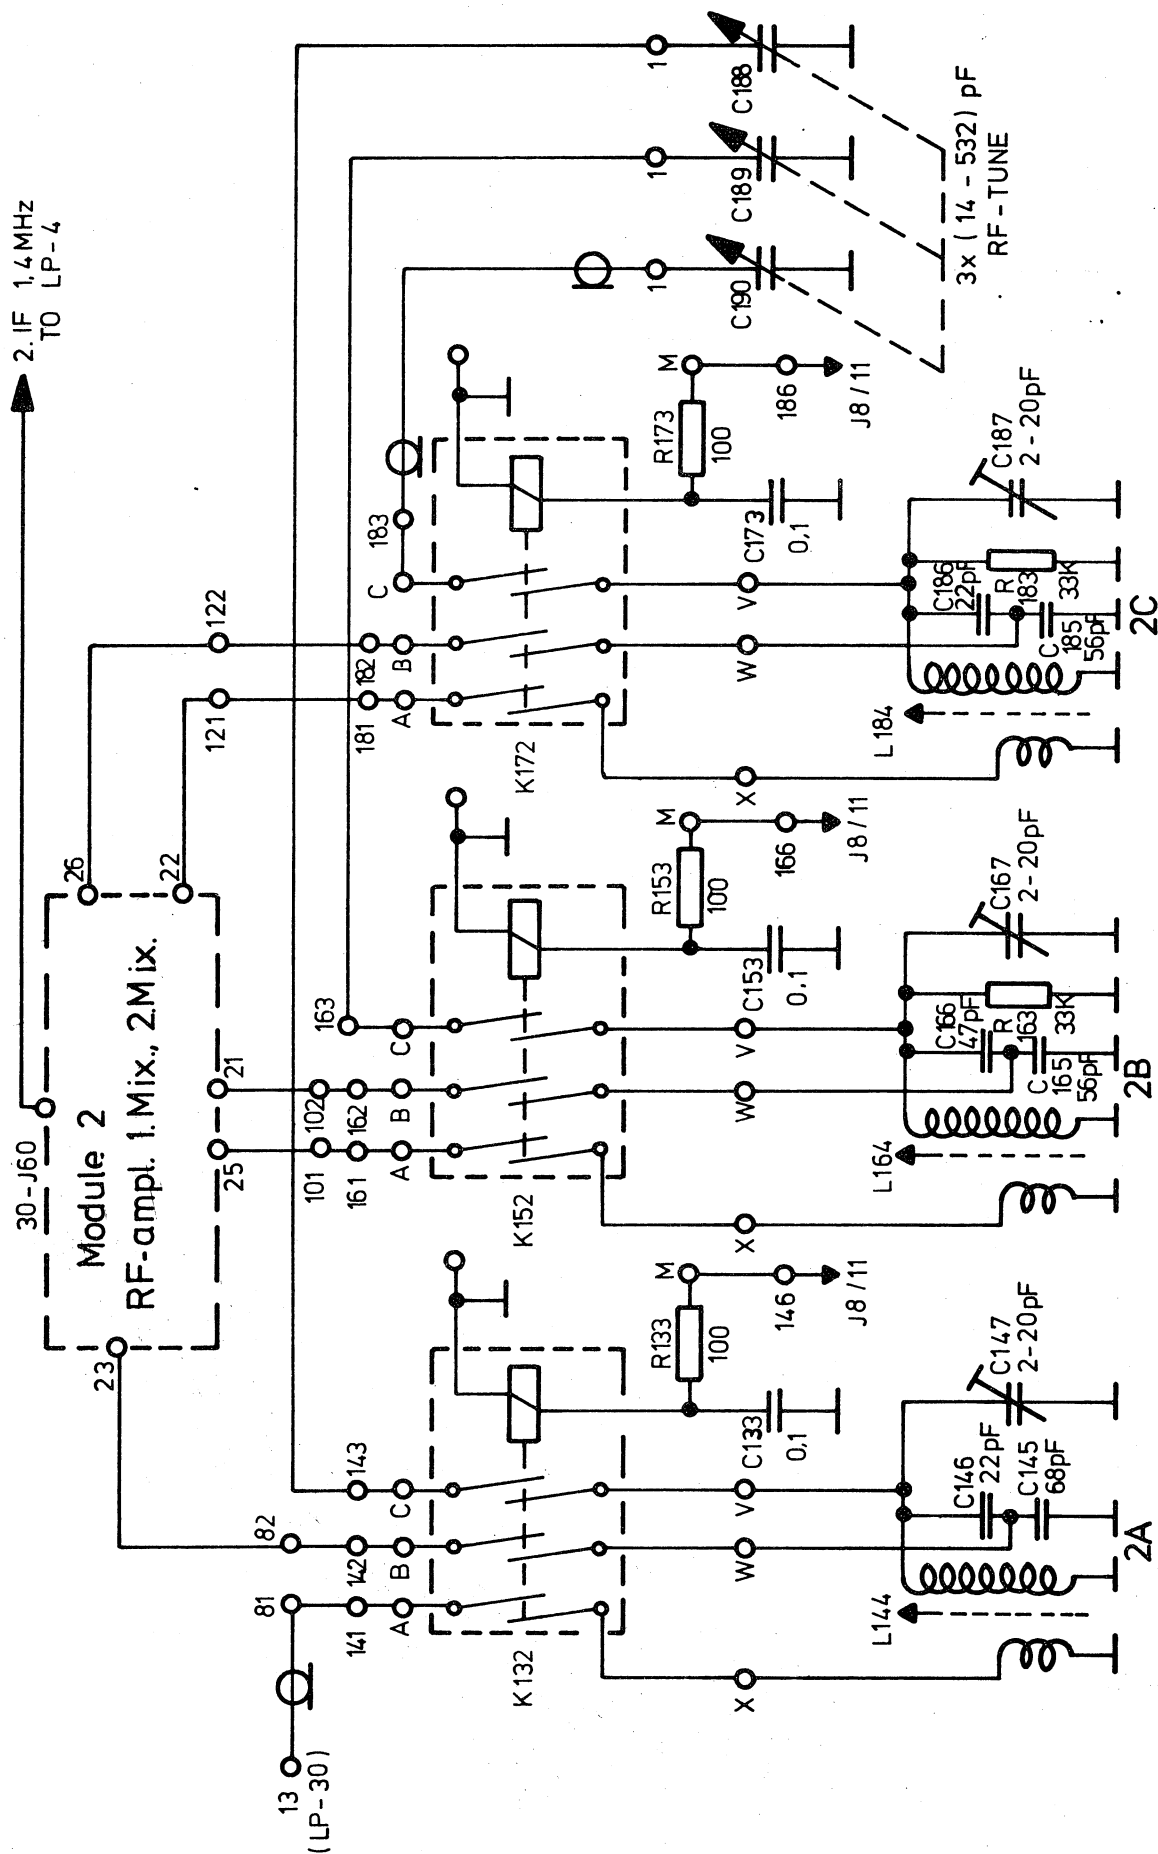 2. IF 1,4MHz
TO LP-4
30-J60
Module 2
RF-ampl. 1.Mix., 2.Mix.
23
25
21
22
26
13
(LP-30)
81
82
101
102
121
122
141
142
143
161
162
163
181
182
183
A
B
C
A
B
C
A
B
C
K132
K152
K172
1
1
1
C190
C189
C188
3x (14-532) pF
RF-TUNE
X
W
V
C133
0,1
R133
100
M
146
J8/11
X
W
V
C153
0,1
R153
100
M
166
J8/11
X
W
V
C173
0,1
R173
100
M
186
J8/11
L144
C146
22pF
C145
68pF
C147
2-20pF
2A
L164
C166
47pF
C
165
56pF
R
163
33K
C167
2-20pF
2B
L184
C186
22pF
C
185
56pF
R
183
33K
C187
2-20pF
2C